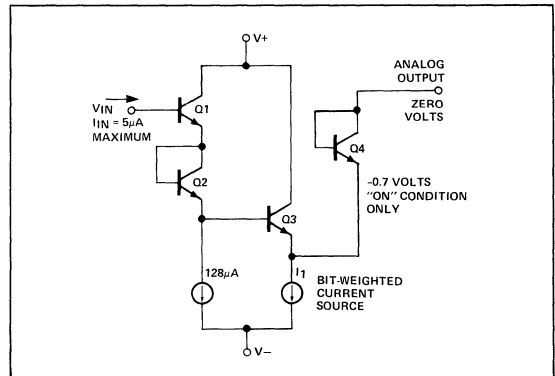 V+
ANALOG
OUTPUT
ZERO
VOLTS
VIN
IIN = 5μA
MAXIMUM
Q1
Q2
Q3
Q4
-0.7 VOLTS
"ON" CONDITION
ONLY
128μA
I1
BIT-WEIGHTED
CURRENT
SOURCE
V-